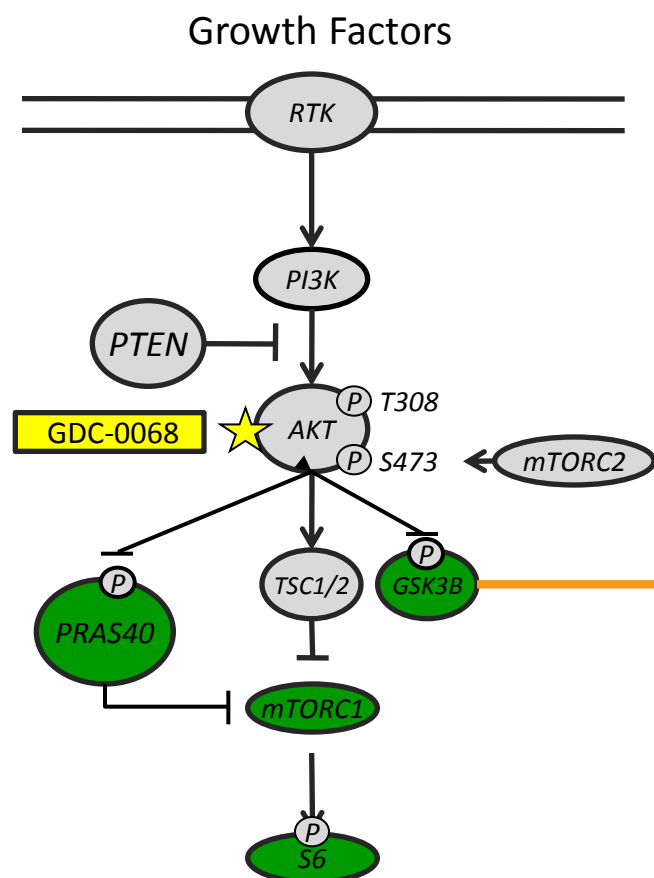 Growth Factors
RTK
PI3K
PTEN
P T308
GDC-0068
AKT
P S473
mTORC2
P
P
TSC1/2
GSK3B
PRAS40
mTORC1
P
S6